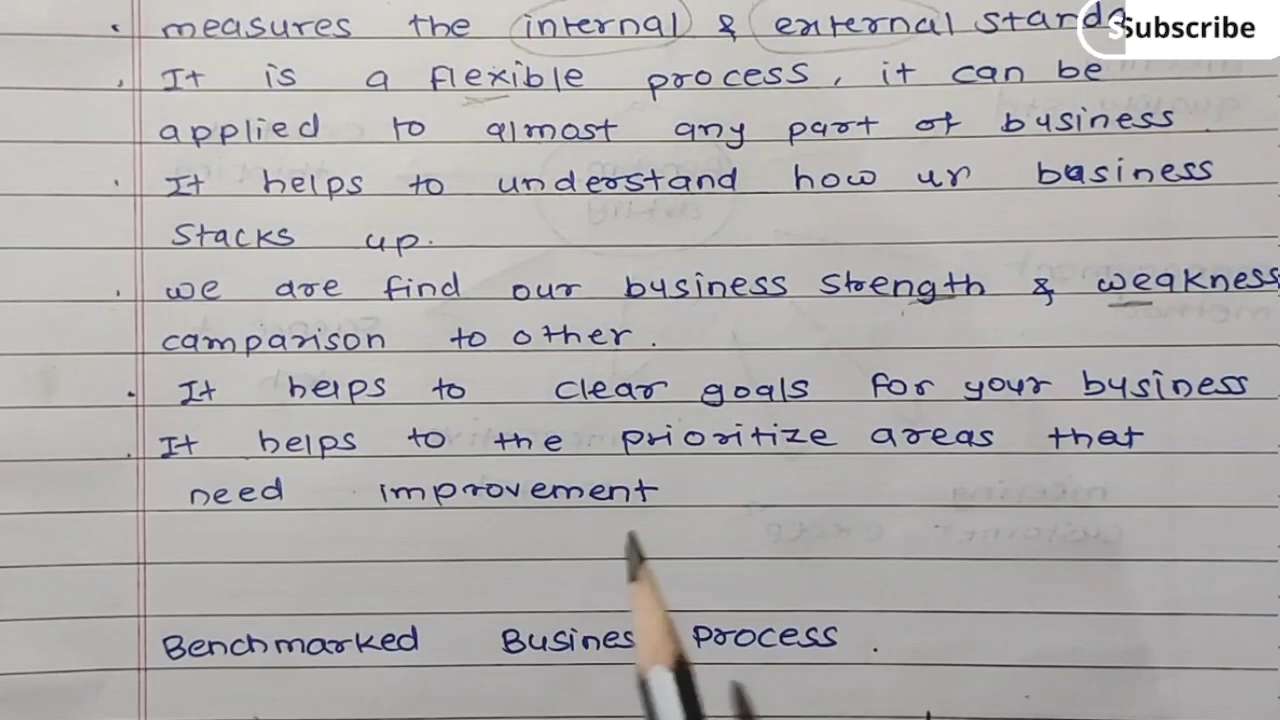 • measures the internal & external stand
Subscribe
• It is a flexible process, it can be
applied to almost any part of business.
• It helps to understand how ur business
stacks up.
• we are find our business strength & weakness
camparison to other.
• It helps to clear goals for your business
• It helps to the prioritize areas that
need improvement
Benchmarked Busines process.